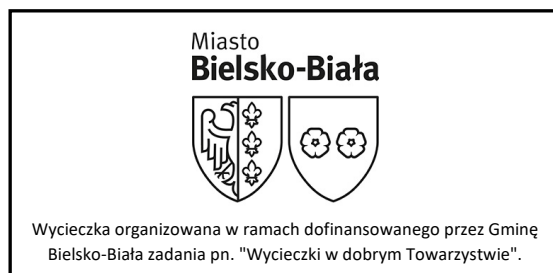 Miasto
Bielsko-Biała
Wycieczka organizowana w ramach dofinansowanego przez Gminę
Bielsko-Biała zadania pn. "Wycieczki w dobrym Towarzystwie".